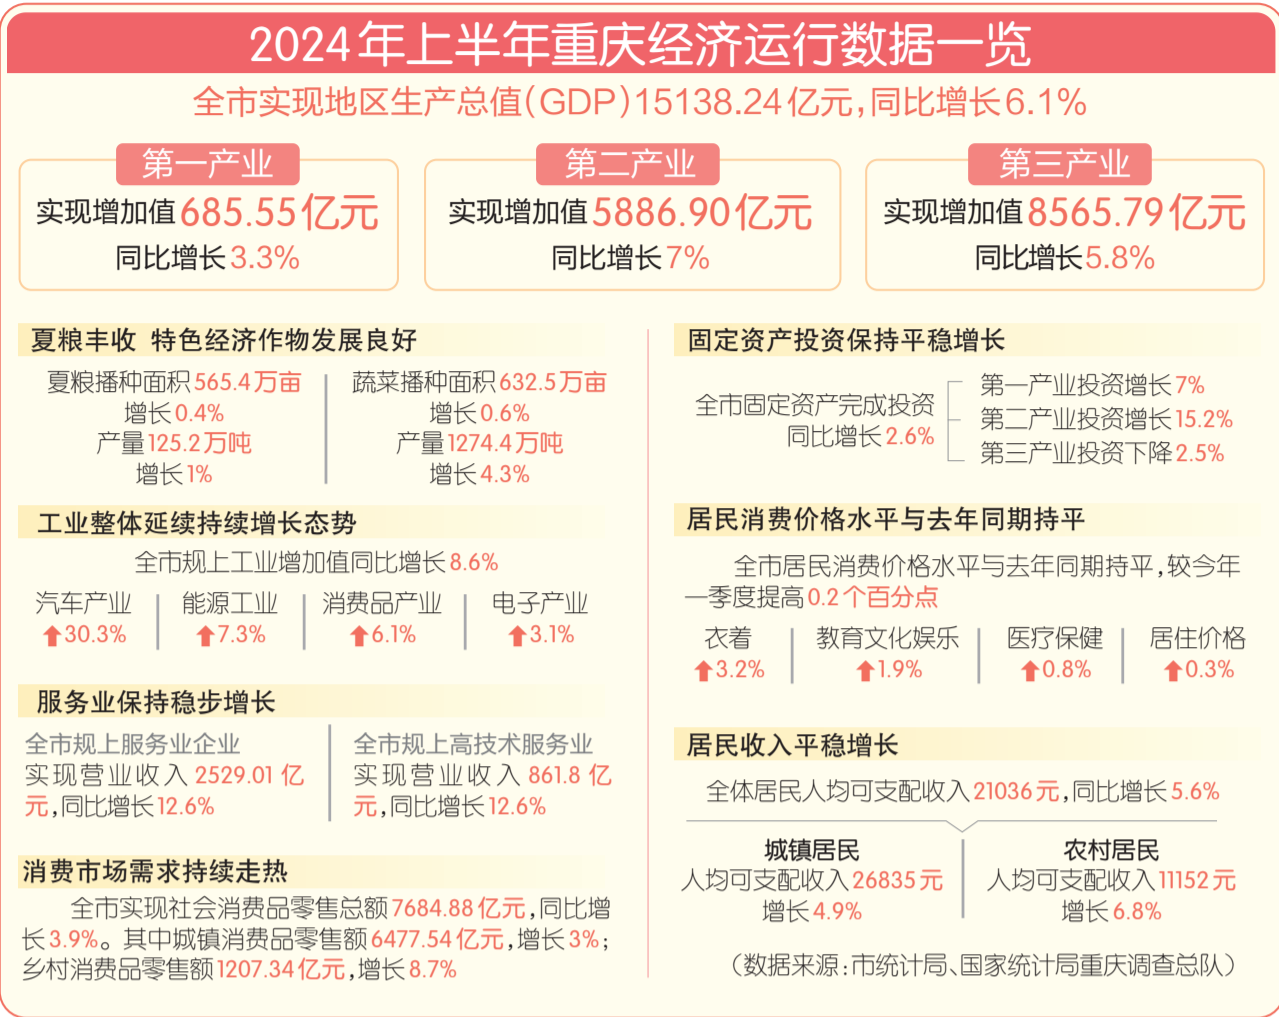 2024年上半年重庆经济运行数据一览
全市实现地区生产总值(GDP)15138.24亿元,同比增长6.1%
第一产业
实现增加值685.55亿元
同比增长3.3%
第二产业
实现增加值5886.90亿元
同比增长7%
第三产业
实现增加值8565.79亿元
同比增长5.8%
夏粮丰收 特色经济作物发展良好
夏粮播种面积565.4万亩
增长0.4%
产量125.2万吨
增长1%
蔬菜播种面积632.5万亩
增长0.6%
产量1274.4万吨
增长4.3%
工业整体延续持续增长态势
全市规上工业增加值同比增长8.6%
汽车产业
30.3%
能源工业
7.3%
消费品产业
6.1%
电子产业
3.1%
服务业保持稳步增长
全市规上服务业企业
实现营业收入2529.01亿
元,同比增长12.6%
全市规上高技术服务业
实现营业收入861.8亿
元,同比增长12.6%
消费市场需求持续走热
全市实现社会消费品零售总额7684.88亿元,同比增
长3.9%。其中城镇消费品零售额6477.54亿元,增长3%;
乡村消费品零售额1207.34亿元,增长8.7%
固定资产投资保持平稳增长
全市固定资产完成投资
同比增长2.6%
第一产业投资增长7%
第二产业投资增长15.2%
第三产业投资下降2.5%
居民消费价格水平与去年同期持平
全市居民消费价格水平与去年同期持平,较今年
一季度提高0.2个百分点
衣着
3.2%
教育文化娱乐
1.9%
医疗保健
0.8%
居住价格
0.3%
居民收入平稳增长
全体居民人均可支配收入21036元,同比增长5.6%
城镇居民
人均可支配收入26835元
增长4.9%
农村居民
人均可支配收入11152元
增长6.8%
(数据来源:市统计局、国家统计局重庆调查总队)